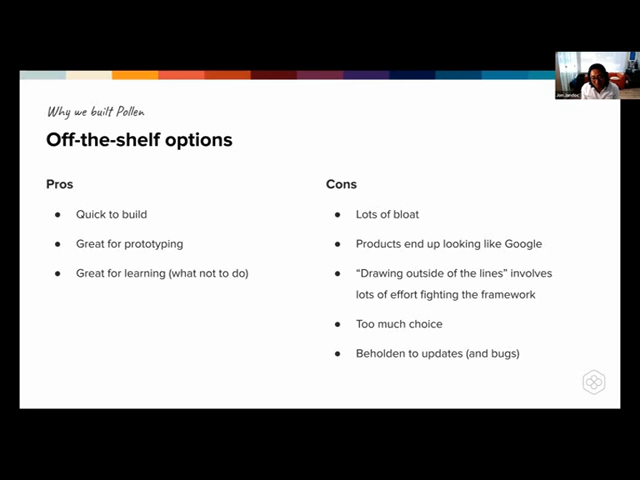 Why we built Pollen
Off-the-shelf options
Pros
Quick to build
Great for prototyping
Great for learning (what not to do)
Cons
Lots of bloat
Products end up looking like Google
“Drawing outside of the lines” involves
lots of effort fighting the framework
Too much choice
Beholden to updates (and bugs)